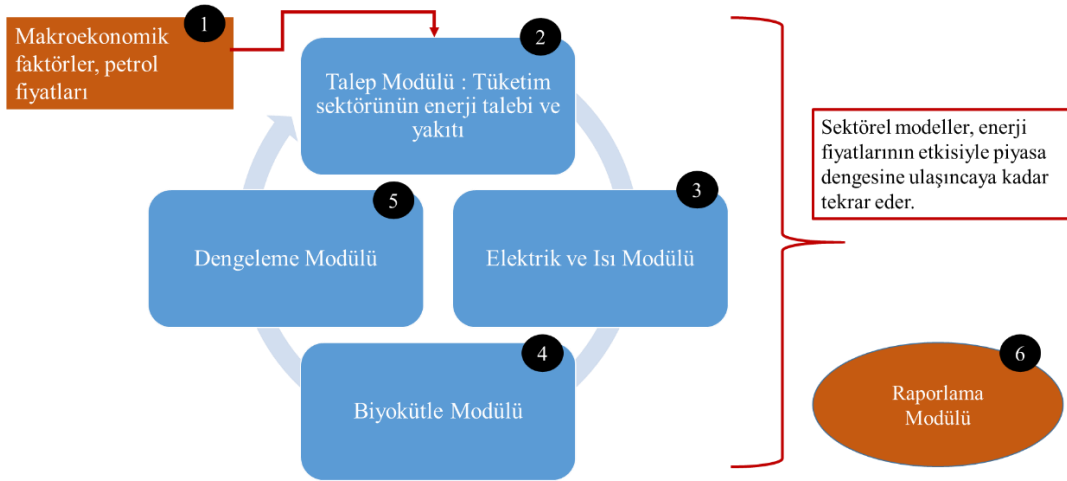 1
Makroekonomik
faktörler, petrol
fiyatları
2
Talep Modülü : Tüketim
sektörünün enerji talebi ve
yakıtı
3
Elektrik ve Isı Modülü
4
Biyokütle Modülü
5
Dengeleme Modülü
Sektörel modeller, enerji
fiyatlarının etkisiyle piyasa
dengesine ulaşıncaya kadar
tekrar eder.
6
Raporlama
Modülü